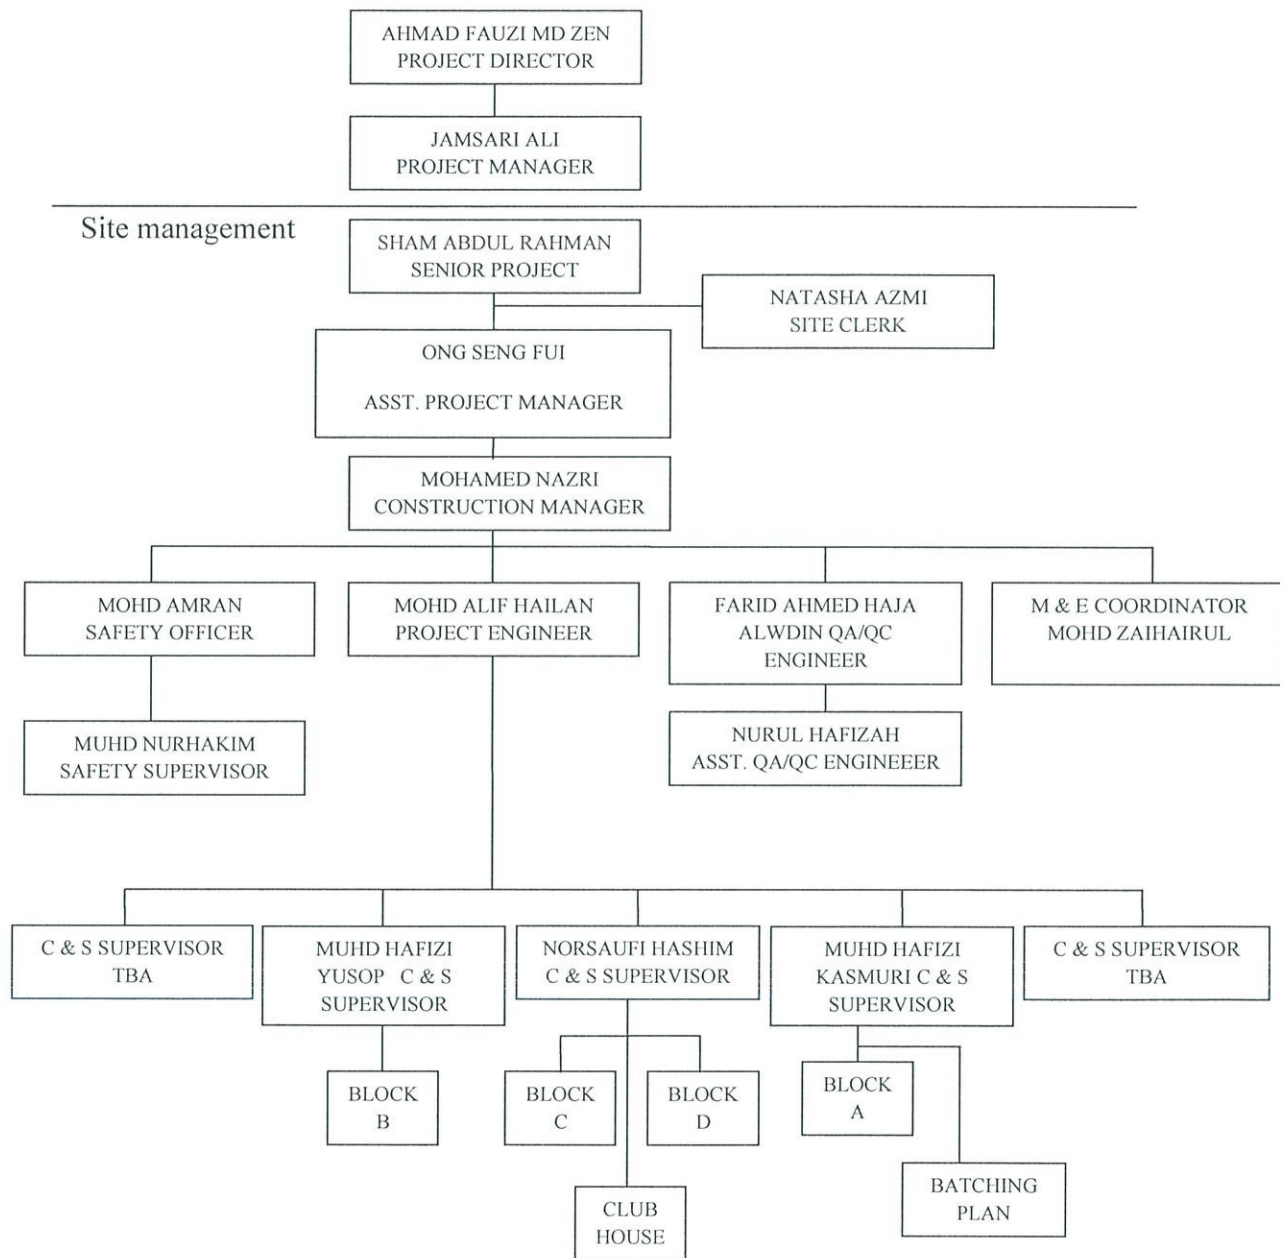 AHMAD FAUZI MD ZEN
PROJECT DIRECTOR
JAMSARI ALI
PROJECT MANAGER
Site management
SHAM ABDUL RAHMAN
SENIOR PROJECT
NATASHA AZMI
SITE CLERK
ONG SENG FUI
ASST. PROJECT MANAGER
MOHAMED NAZRI
CONSTRUCTION MANAGER
MOHD AMRAN
SAFETY OFFICER
MOHD ALIF HAILAN
PROJECT ENGINEER
FARID AHMED HAJA
ALWDIN QA/QC
ENGINEER
M & E COORDINATOR
MOHD ZAIHAIRUL
MUHD NURHAKIM
SAFETY SUPERVISOR
NURUL HAFIZAH
ASST. QA/QC ENGINEEER
C & S SUPERVISOR
TBA
MUHD HAFIZI
YUSOP C & S
SUPERVISOR
NORSAUFI HASHIM
C & S SUPERVISOR
MUHD HAFIZI
KASMURI C & S
SUPERVISOR
C & S SUPERVISOR
TBA
BLOCK
B
BLOCK
C
BLOCK
D
BLOCK
A
CLUB
HOUSE
BATCHING
PLAN